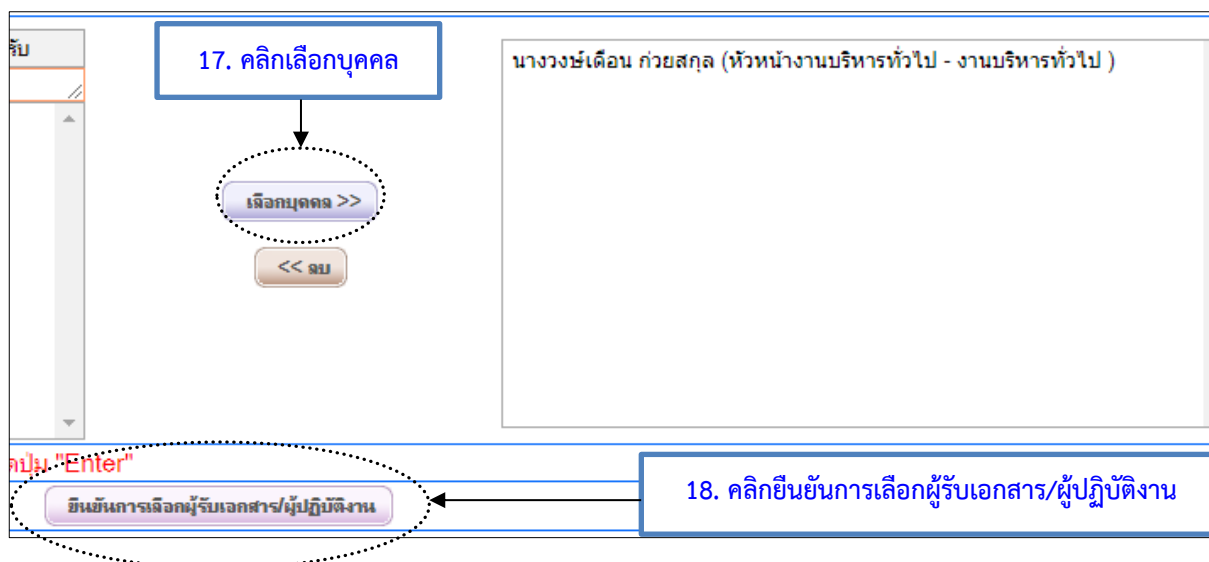 รับ
17. คลิกเลือกบุคคล
นางวงษ์เดือน ก่วยสกุล (หัวหน้างานบริหารทั่วไป - งานบริหารทั่วไป )
เลือกบุคคล >>
<< ลบ
ปุ่ม "Enter"
ยืนยันการเลือกผู้รับเอกสาร/ผู้ปฏิบัติงาน
18. คลิกยืนยันการเลือกผู้รับเอกสาร/ผู้ปฏิบัติงาน